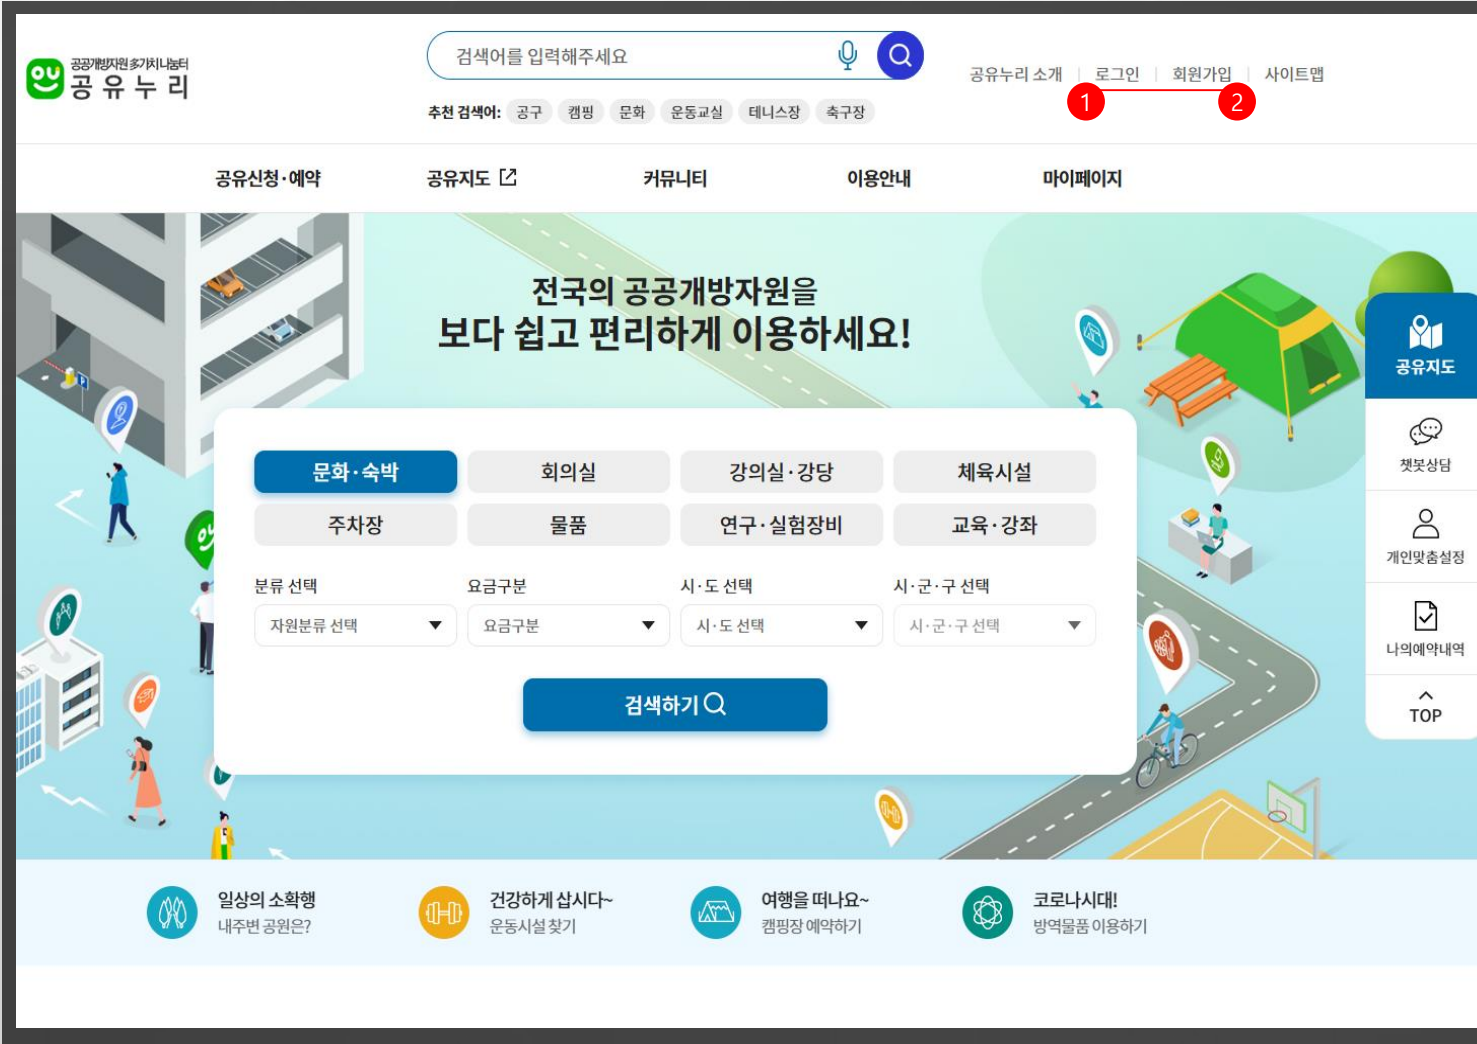 공공개방자원 多가치나눔터
공유누리
검색어를 입력해주세요
추천 검색어: 공구 캠핑 문화 운동교실 테니스장 축구장
공유누리 소개 로그인 회원가입 사이트맵
1 2
공유신청·예약 공유지도 커뮤니티 이용안내 마이페이지
전국의 공공개방자원을
보다 쉽고 편리하게 이용하세요!
문화·숙박 회의실 강의실·강당 체육시설
주차장 물품 연구·실험장비 교육·강좌
분류 선택 요금구분 시·도 선택 시·군·구 선택
자원분류 선택 요금구분 시·도 선택 시·군·구 선택
검색하기
공유지도
챗봇상담
개인맞춤설정
나의예약내역
TOP
P
일상의 소확행
내주변 공원은?
건강하게 삽시다~
운동시설 찾기
여행을 떠나요~
캠핑장 예약하기
코로나시대!
방역물품 이용하기